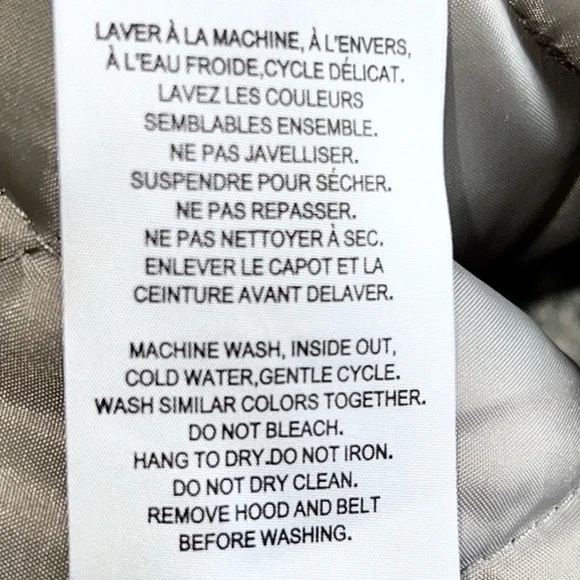 LAVER À LA MACHINE, À L'ENVERS,
À L'EAU FROIDE,CYCLE DÉLICAT.
LAVEZ LES COULEURS
SEMBLABLES ENSEMBLE.
NE PAS JAVELLISER.
SUSPENDRE POUR SÉCHER.
NE PAS REPASSER.
NE PAS NETTOYER À SEC.
ENLEVER LE CAPOT ET LA
CEINTURE AVANT DELAVER.
MACHINE WASH, INSIDE OUT,
COLD WATER,GENTLE CYCLE.
WASH SIMILAR COLORS TOGETHER.
DO NOT BLEACH.
HANG TO DRY.DO NOT IRON.
DO NOT DRY CLEAN.
REMOVE HOOD AND BELT
BEFORE WASHING.